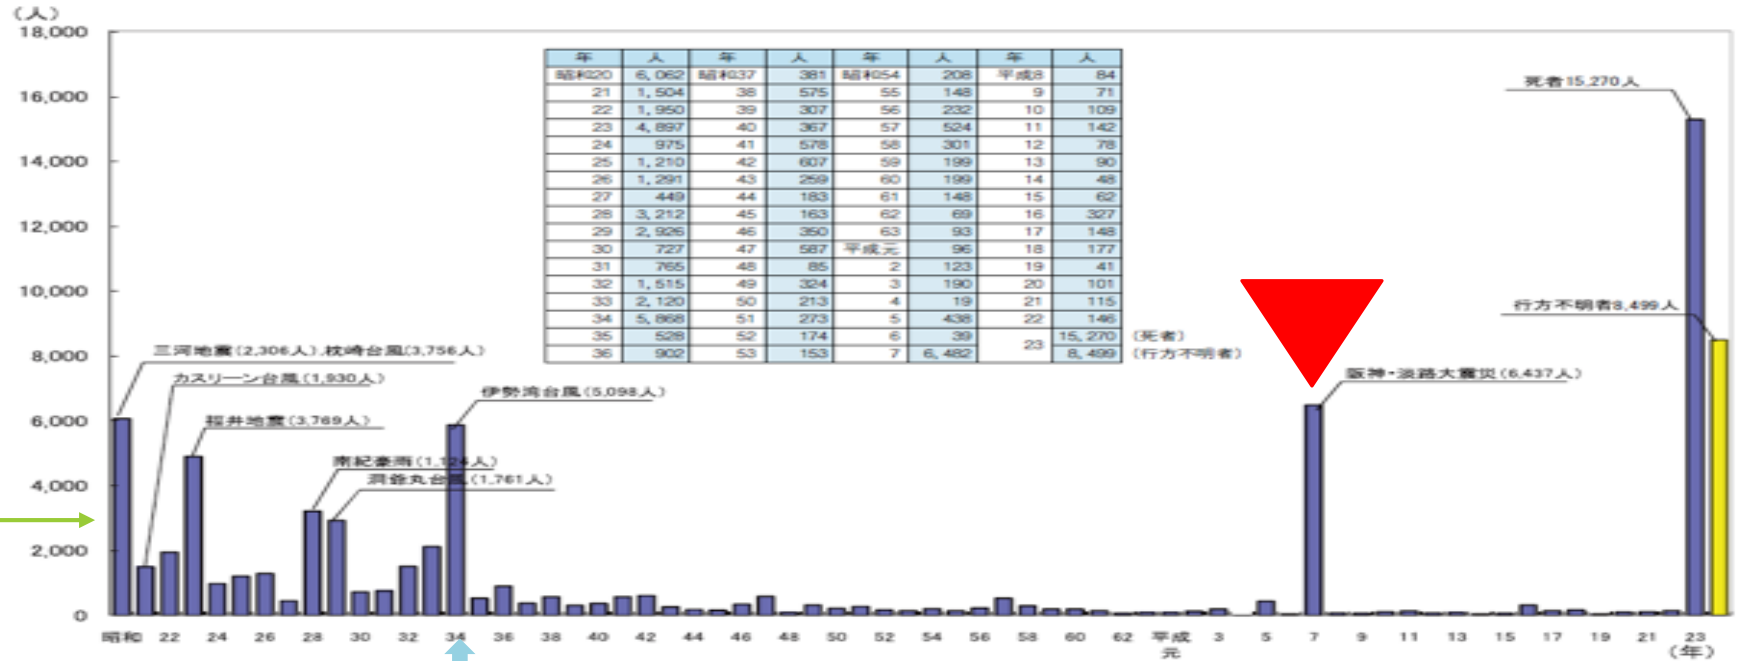 （人）
18,000
16,000
14,000
12,000
10,000
8,000
6,000
4,000
2,000
0
年 人 年 人 年 人 年 人
昭和20 6,062 昭和37 381 昭和54 208 平成8 84
21 1,504 38 575 55 148 9 71
22 1,950 39 307 56 232 10 109
23 4,897 40 367 57 524 11 142
24 975 41 578 58 301 12 78
25 1,210 42 607 59 199 13 90
26 1,291 43 259 60 199 14 48
27 449 44 183 61 148 15 62
28 3,212 45 163 62 69 16 327
29 2,926 46 350 63 93 17 148
30 727 47 587 平成元 96 18 177
31 765 48 85 2 123 19 41
32 1,515 49 324 3 190 20 101
33 2,120 50 213 4 19 21 115
34 5,868 51 273 5 438 22 146
35 528 52 174 6 39 23 15,270 (死者)
36 902 53 153 7 6,482 8,499 (行方不明者)
死者15,270人
行方不明者8,499人
三河地震(2,306人),枕崎台風(3,756人)
カスリーン台風(1,930人)
伊勢湾台風(5,098人)
阪神・淡路大震災(6,437人)
(3,769人)
南紀豪雨(1,124人)
洞爺丸台風(1,761人)
昭和 22 24 26 28 30 32 34 36 38 40 42 44 46 48 50 52 54 56 58 60 62 平成元 3 5 7 9 11 13 15 17 19 21 23
（年）